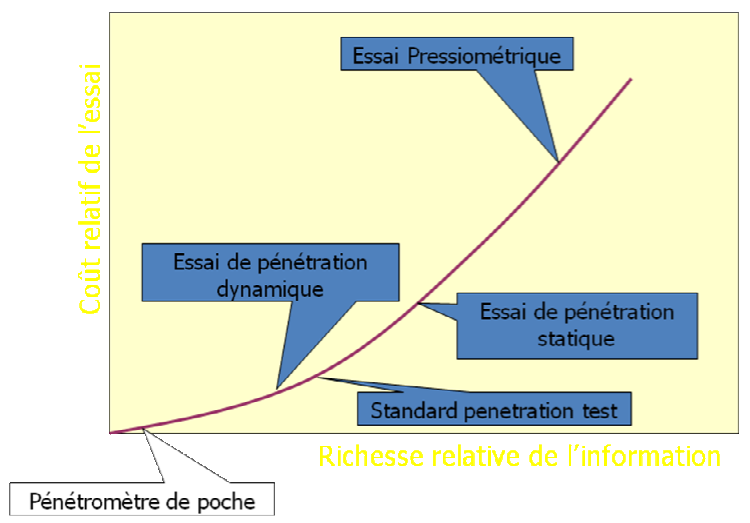 Essai Pressiométrique
Coût relatif de l'essai
Essai de pénétration
dynamique
Essai de pénétration
statique
Standard penetration test
Richesse relative de l'information
Pénétromètre de poche